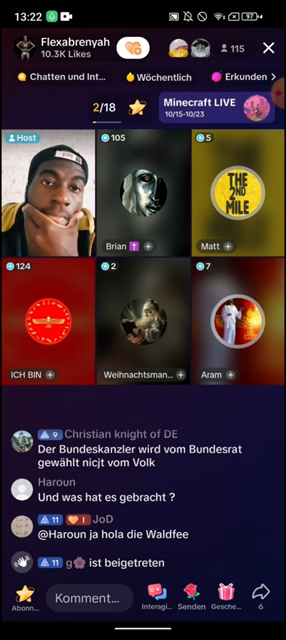 13:22
97
Flexabrenyah
10.3K Likes
115
Chatten und Int...
Wöchentlich
Erkunden >
2/18
Minecraft LIVE
10/15-10/23
Host
105
5
THE
2ND
MILE
Brian ✝️ +
Matt +
124
2
7
ICH BIN +
Weihnachtsman... +
Aram +
9 Christian knight of DE
Der Bundeskanzler wird vom Bundesrat
gewählt nicjt vom Volk
Haroun
Und was hat es gebracht ?
11 I JoD
@Haroun ja hola die Waldfee
11 g🌸 ist beigetreten
Abonn...
Komment...
Interagi...
Senden
Gesche...
6